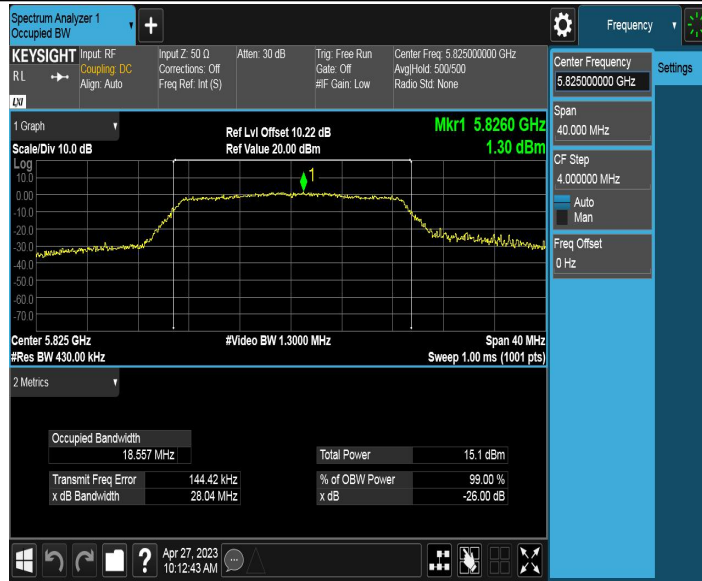 Spectrum Analyzer 1
Occupied BW
+
Frequency
KEYSIGHT
RL
LXI
Input: RF
Coupling: DC
Align: Auto
Input Z: 50 Ω
Corrections: Off
Freq Ref: Int (S)
Atten: 30 dB
Trig: Free Run
Gate: Off
#IF Gain: Low
Center Freq: 5.825000000 GHz
Avg|Hold: 500/500
Radio Std: None
Center Frequency
5.825000000 GHz
Settings
Span
40.000 MHz
CF Step
4.000000 MHz
Auto
Man
Freq Offset
0 Hz
1 Graph
Scale/Div 10.0 dB
Ref Lvl Offset 10.22 dB
Ref Value 20.00 dBm
Mkr1 5.8260 GHz
1.30 dBm
Log
10.0
0.00
-10.0
-20.0
-30.0
-40.0
-50.0
-60.0
-70.0
1
Center 5.825 GHz
#Res BW 430.00 kHz
#Video BW 1.3000 MHz
Span 40 MHz
Sweep 1.00 ms (1001 pts)
2 Metrics
Occupied Bandwidth
18.557 MHz
Total Power 15.1 dBm
Transmit Freq Error 144.42 kHz
% of OBW Power 99.00 %
x dB Bandwidth 28.04 MHz
x dB -26.00 dB
?
Apr 27, 2023
10:12:43 AM